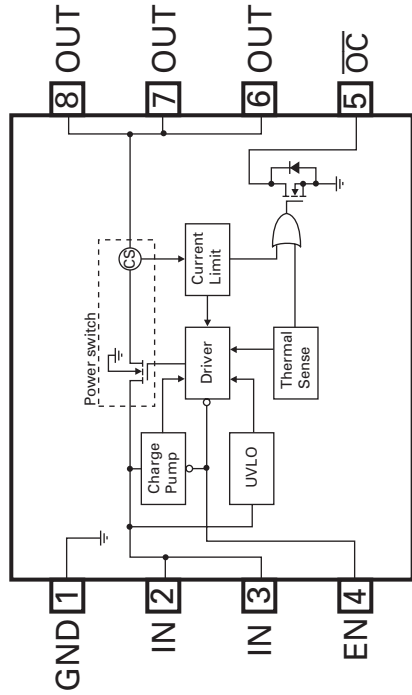 GND 1
IN 2
IN 3
EN 4
8 OUT
7 OUT
6 OUT
5 O̅C̅
Power switch
CS
Charge
Pump
Driver
Current
Limit
UVLO
Thermal
Sense